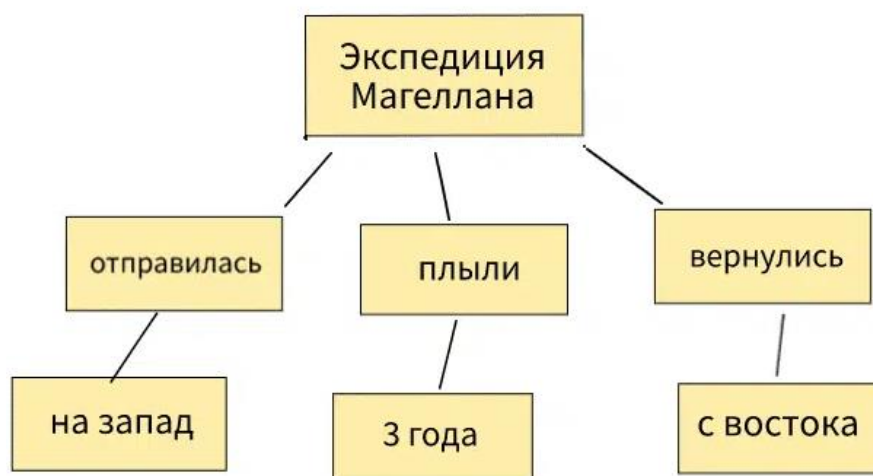 Экспедиция
Магеллана
отправилась
плыли
вернулись
на запад
3 года
с востока